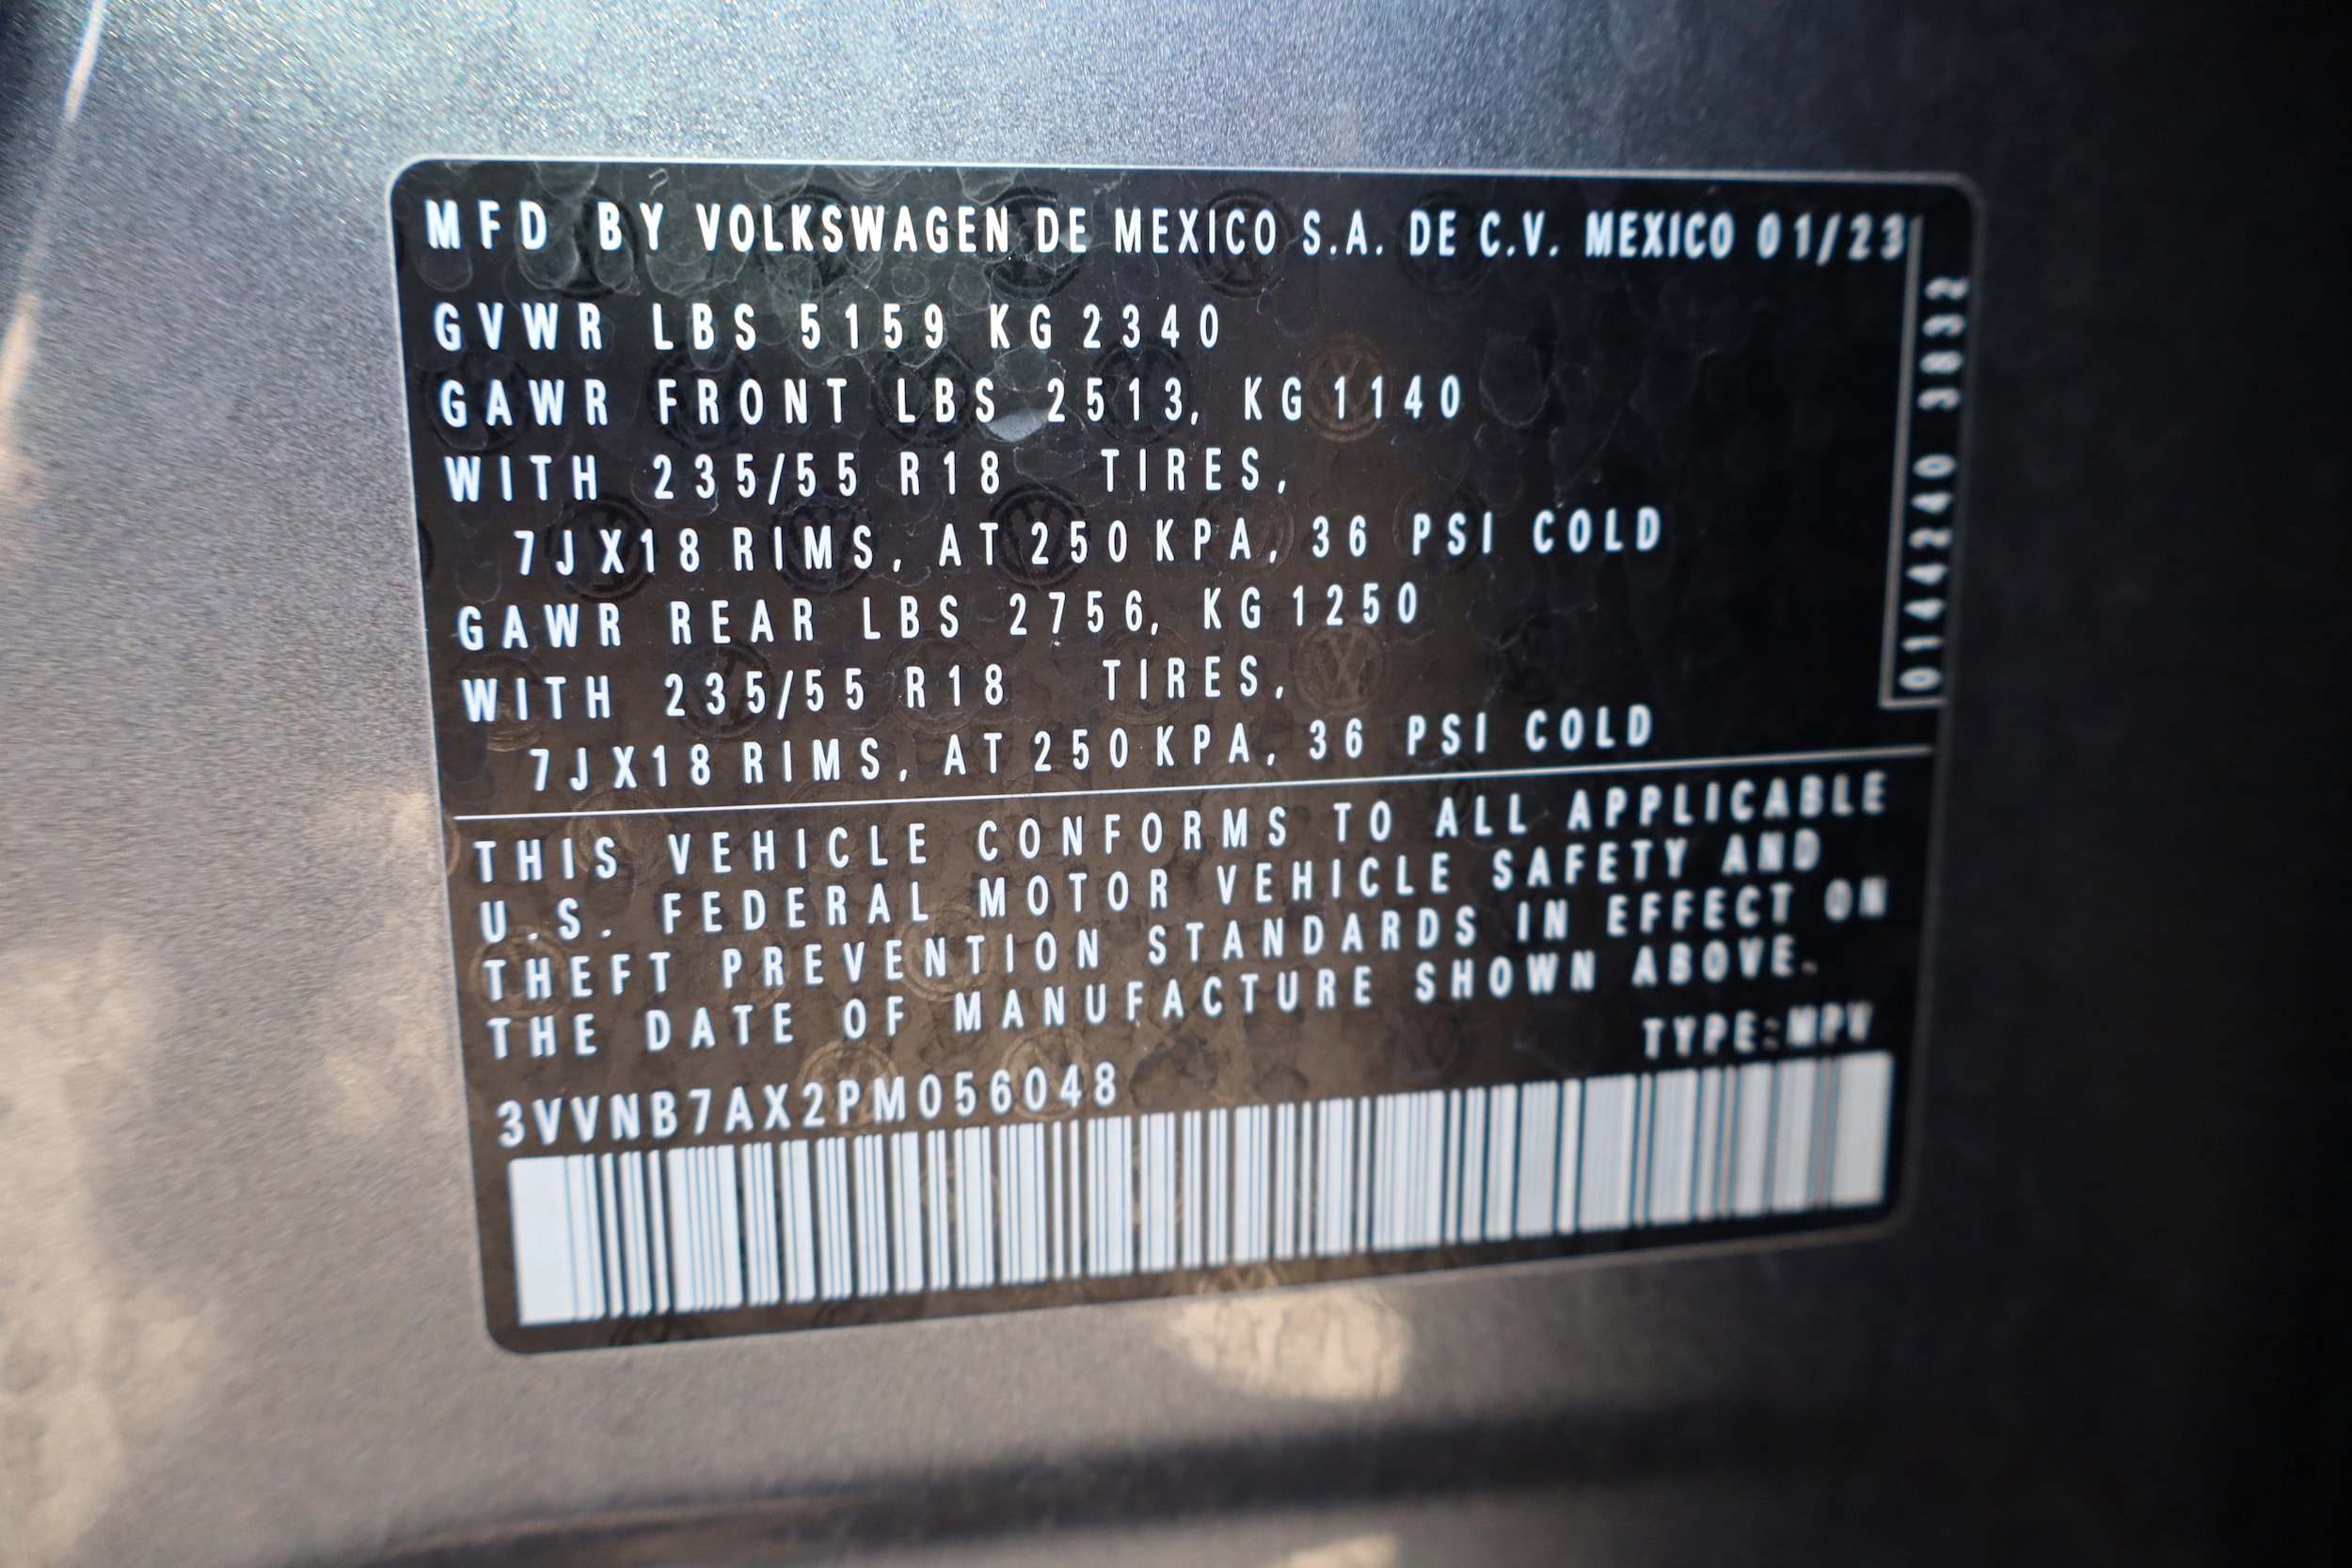 MFD BY VOLKSWAGEN DE MEXICO S.A. DE C.V. MEXICO 01/23
GVWR LBS 5159 KG 2340
GAWR FRONT LBS 2513, KG 1140
WITH 235/55 R18 TIRES,
7JX18 RIMS, AT 250 KPA, 36 PSI COLD
GAWR REAR LBS 2756, KG 1250
WITH 235/55 R18 TIRES,
7JX18 RIMS, AT 250 KPA, 36 PSI COLD
0144240 3832
THIS VEHICLE CONFORMS TO ALL APPLICABLE
U.S. FEDERAL MOTOR VEHICLE SAFETY AND
THEFT PREVENTION STANDARDS IN EFFECT ON
THE DATE OF MANUFACTURE SHOWN ABOVE.
TYPE:MPV
3VVNB7AX2PM056048